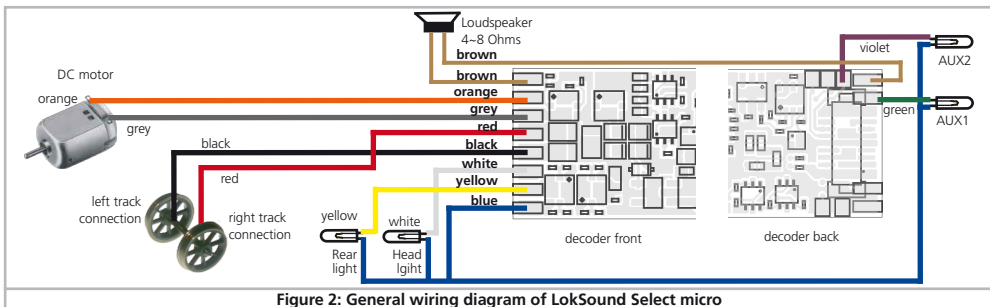 Loudspeaker
4~8 Ohms
brown
violet
AUX2
DC motor
brown
orange
orange
grey
grey
green
AUX1
red
black
black
white
red
yellow
left track
connection
blue
right track
connection
yellow
white
decoder front
decoder back
Rear
light
Head
lgiht
Figure 2: General wiring diagram of LokSound Select micro